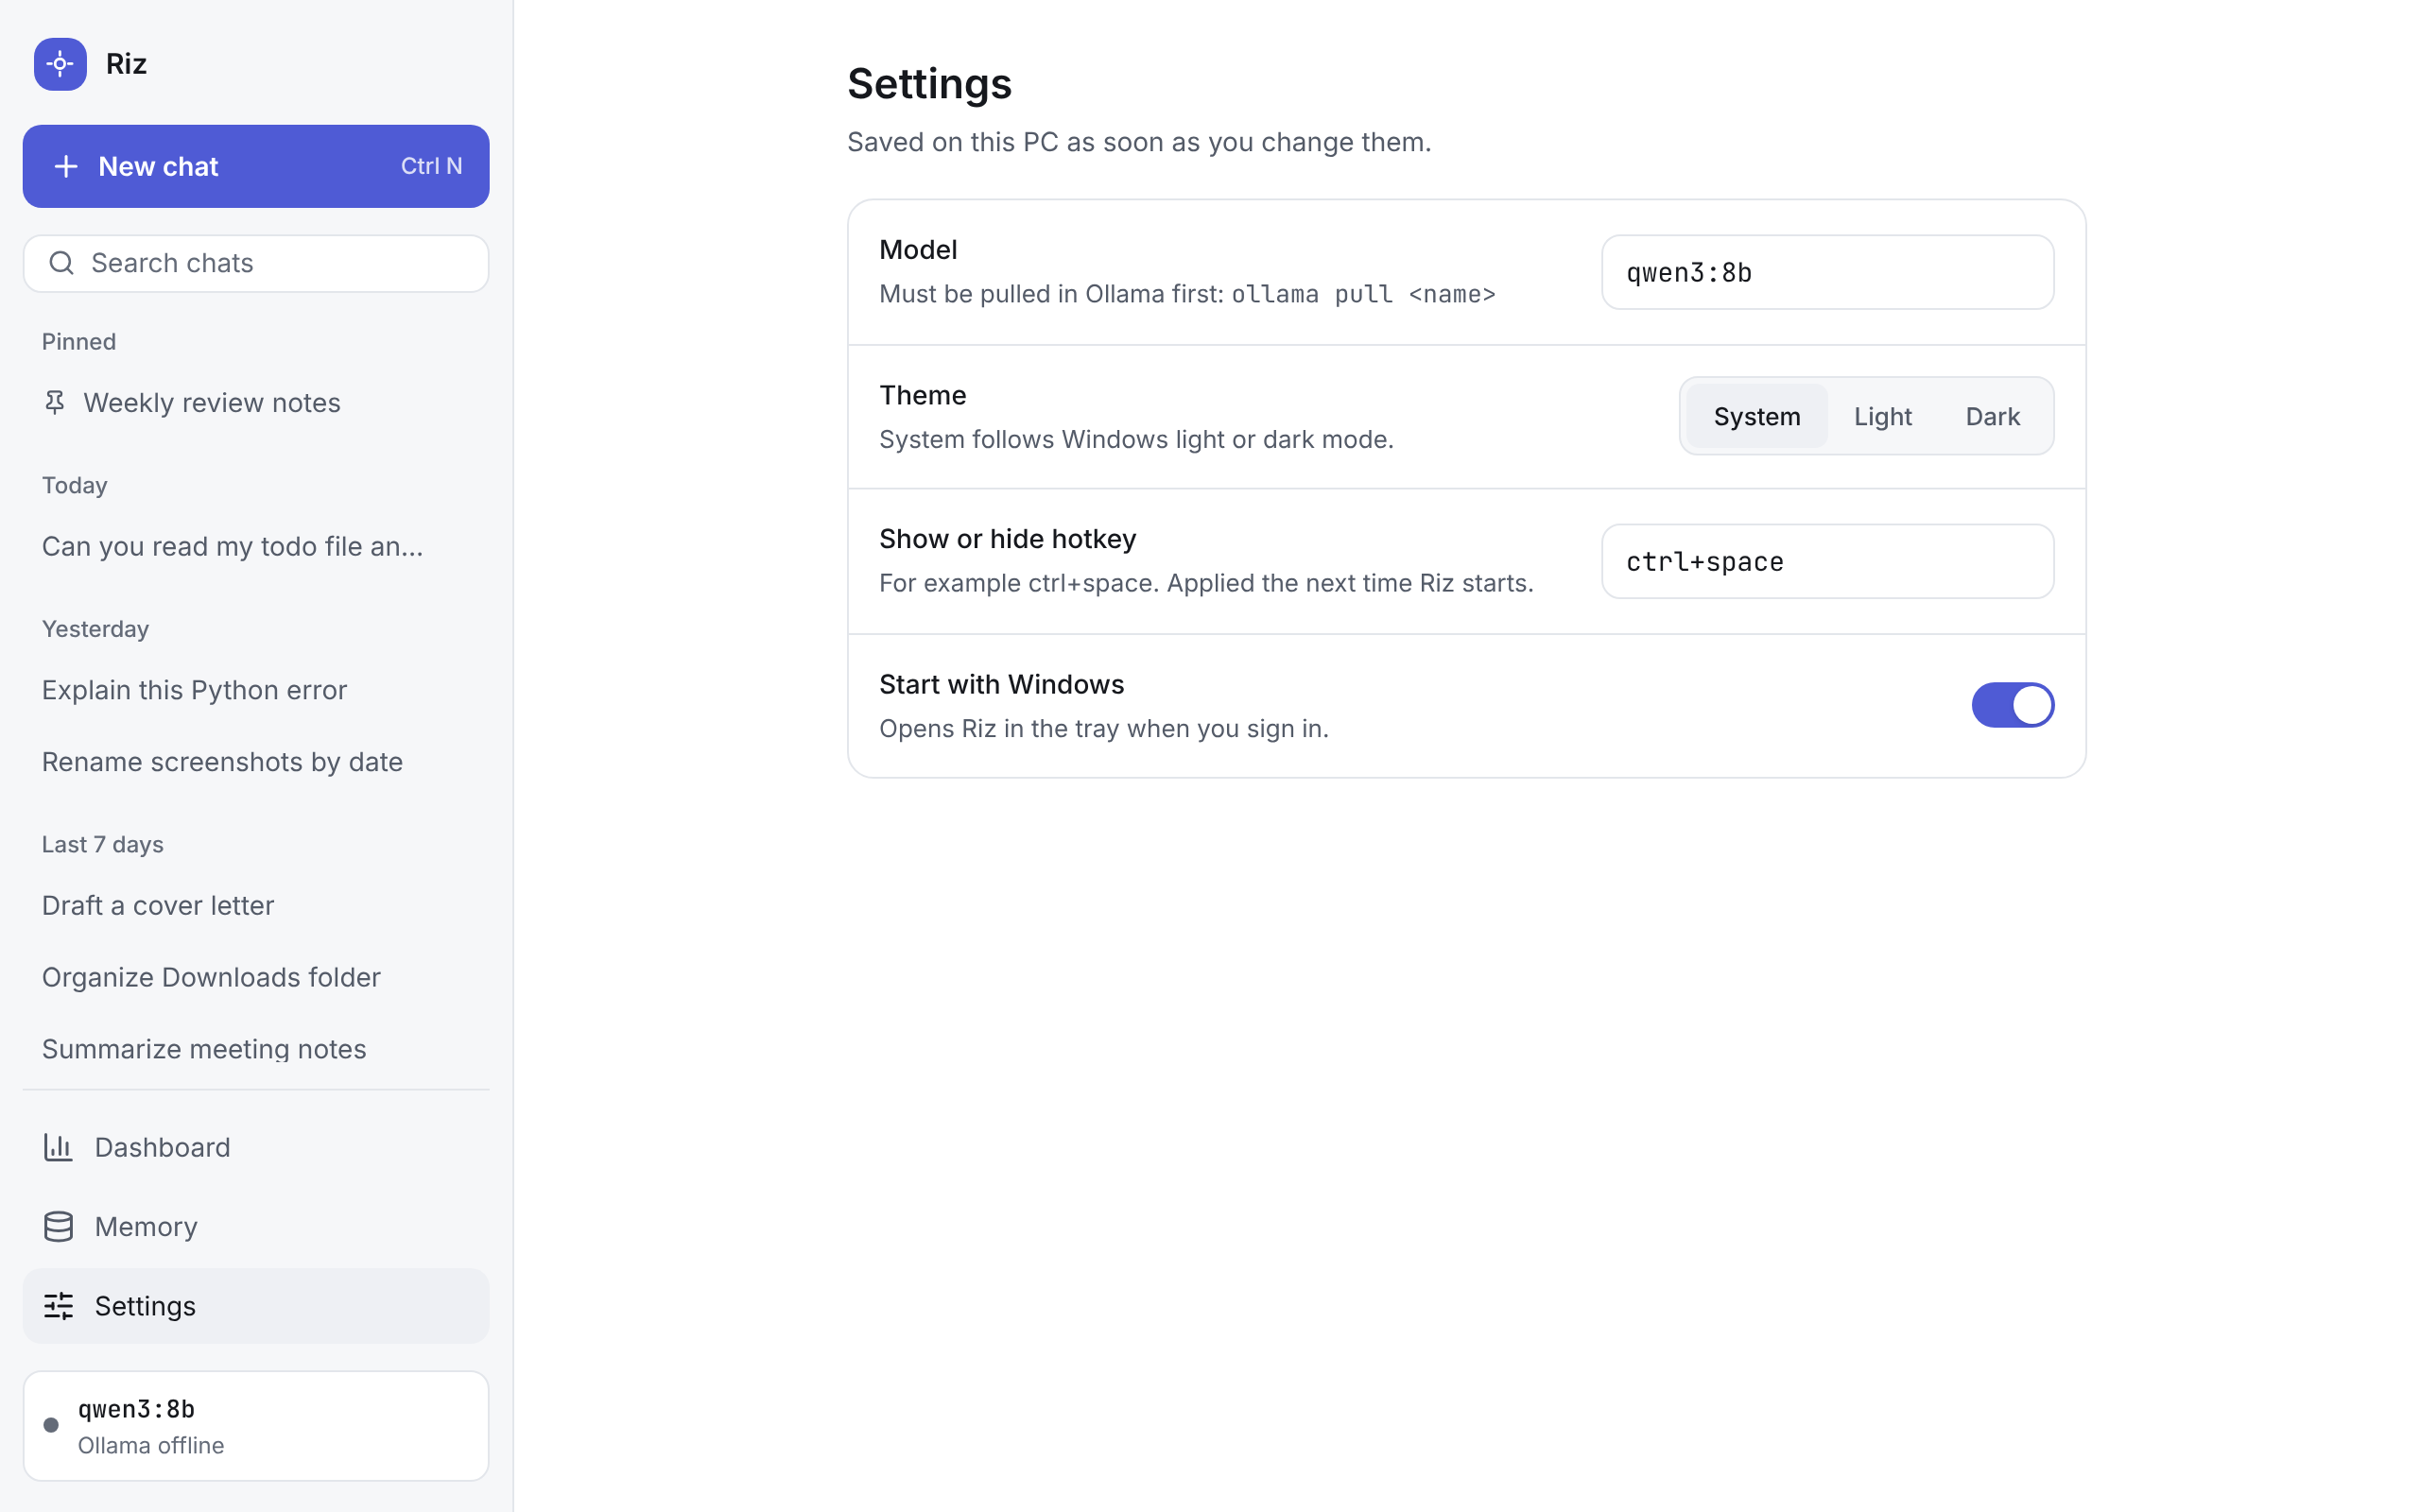 Riz
New chat Ctrl N
Search chats
Pinned
Weekly review notes
Today
Can you read my todo file an...
Yesterday
Explain this Python error
Rename screenshots by date
Last 7 days
Draft a cover letter
Organize Downloads folder
Summarize meeting notes
Dashboard
Memory
Settings
qwen3:8b
Ollama offline
Settings
Saved on this PC as soon as you change them.
Model
Must be pulled in Ollama first: ollama pull <name>
qwen3:8b
Theme
System follows Windows light or dark mode.
System Light Dark
Show or hide hotkey
For example ctrl+space. Applied the next time Riz starts.
ctrl+space
Start with Windows
Opens Riz in the tray when you sign in.